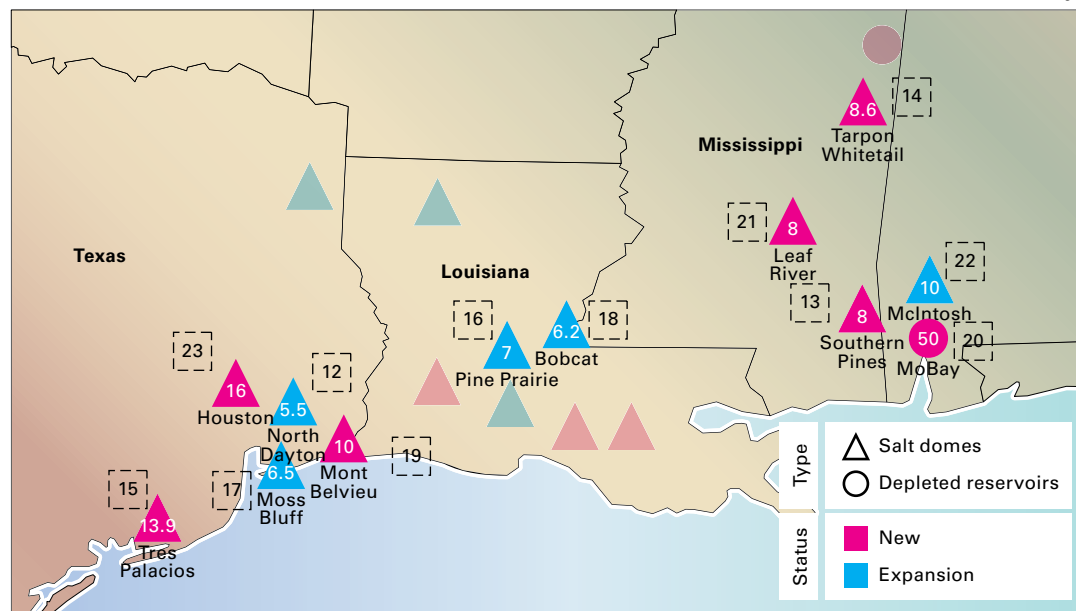 14
8.6
Tarpon
Whitetail
Mississippi
21
8
Leaf
River
Texas
Louisiana
22
10
McIntosh
13
8
Southern
Pines
16
7
Pine Prairie
6.2
18
Bobcat
50
20
MoBay
23
16
Houston
12
5.5
North
Dayton
10
19
Mont
Belvieu
17
6.5
Moss
Bluff
15
13.9
Tres
Palacios
Type
Salt domes
Depleted reservoirs
Status
New
Expansion